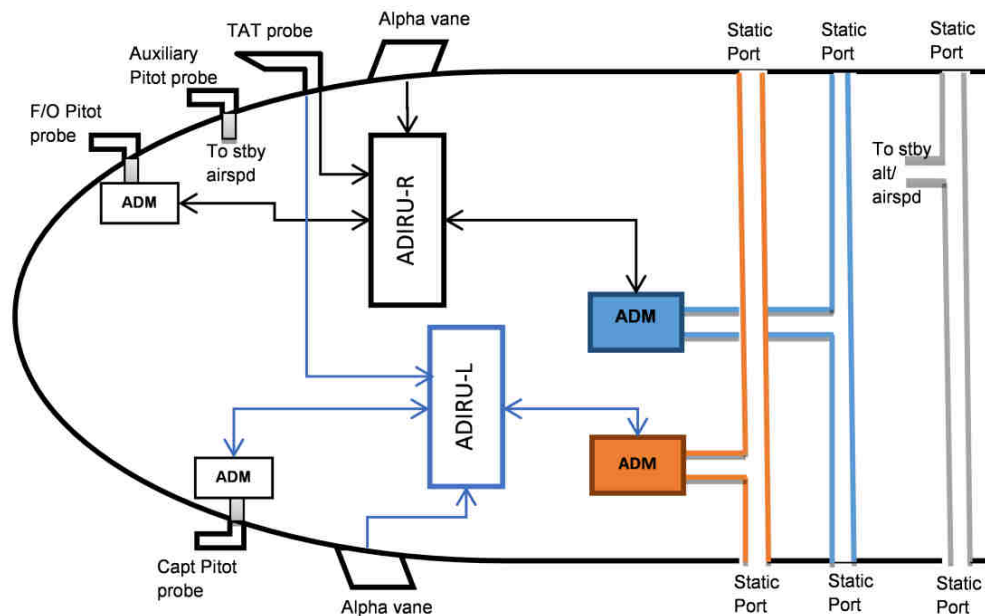 Alpha vane
TAT probe
Static
Port
Static
Port
Static
Port
Auxiliary
Pitot probe
F/O Pitot
probe
To stby
airspd
To stby
alt/
airspd
ADM
ADIRU-R
ADM
ADIRU-L
ADM
ADM
Capt Pitot
probe
Alpha vane
Static
Port
Static
Port
Static
Port